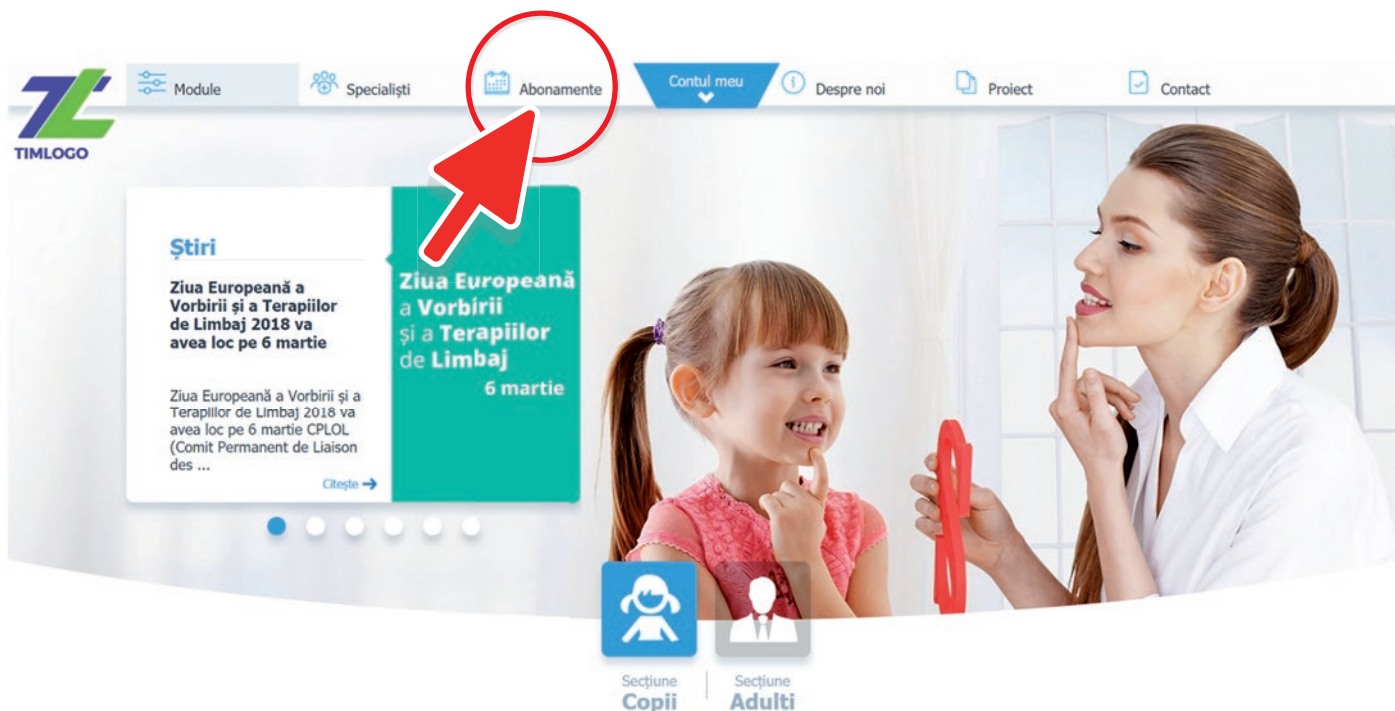 Module
Specialiști
Abonamente
Contul meu
Despre noi
Proiect
Contact
TIMLOGO
Știri
Ziua Europeană a
Vorbirii și a Terapiilor
de Limbaj 2018 va
avea loc pe 6 martie
Ziua Europeană a Vorbirii și a
Terapiilor de Limbaj 2018 va
avea loc pe 6 martie CPLOL
(Comit Permanent de Liaison
des ...
Citește
Ziua Europeană
a Vorbirii
și a Terapiilor
de Limbaj
6 martie
Secțiune
Copii
Secțiune
Adulti